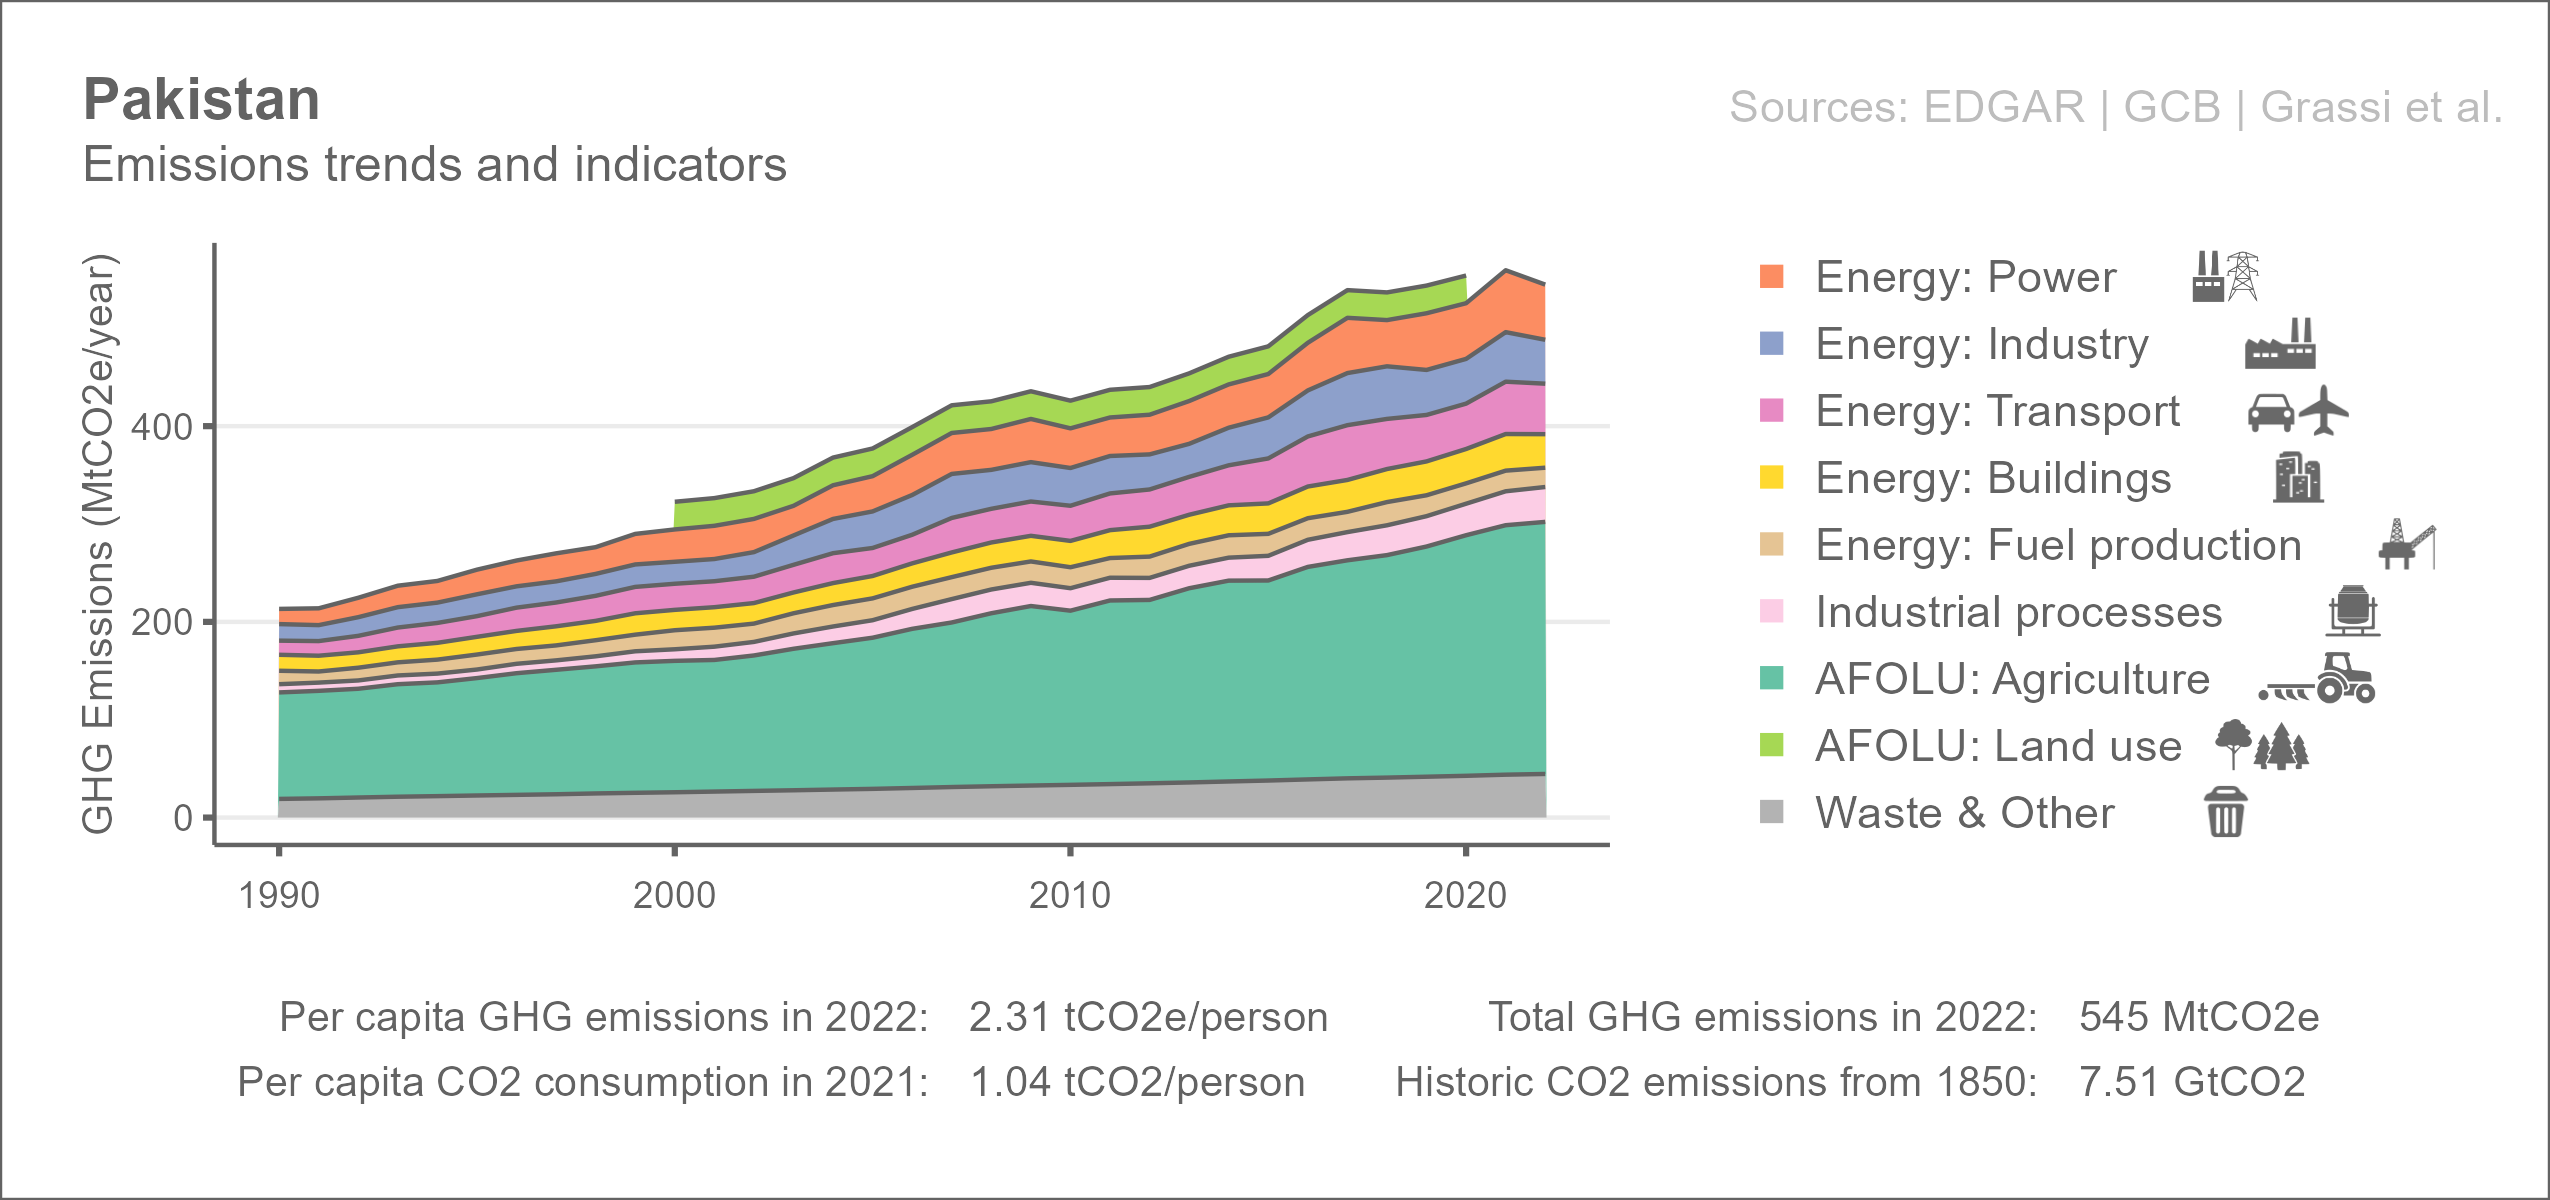 Pakistan
Sources: EDGAR | GCB | Grassi et al.
Emissions trends and indicators
GHG Emissions (MtCO2e/year)
400
200
0
1990
2000
2010
2020
Energy: Power
Energy: Industry
Energy: Transport
Energy: Buildings
Energy: Fuel production
Industrial processes
AFOLU: Agriculture
AFOLU: Land use
Waste & Other
Per capita GHG emissions in 2022: 2.31 tCO2e/person
Total GHG emissions in 2022: 545 MtCO2e
Per capita CO2 consumption in 2021: 1.04 tCO2/person
Historic CO2 emissions from 1850: 7.51 GtCO2